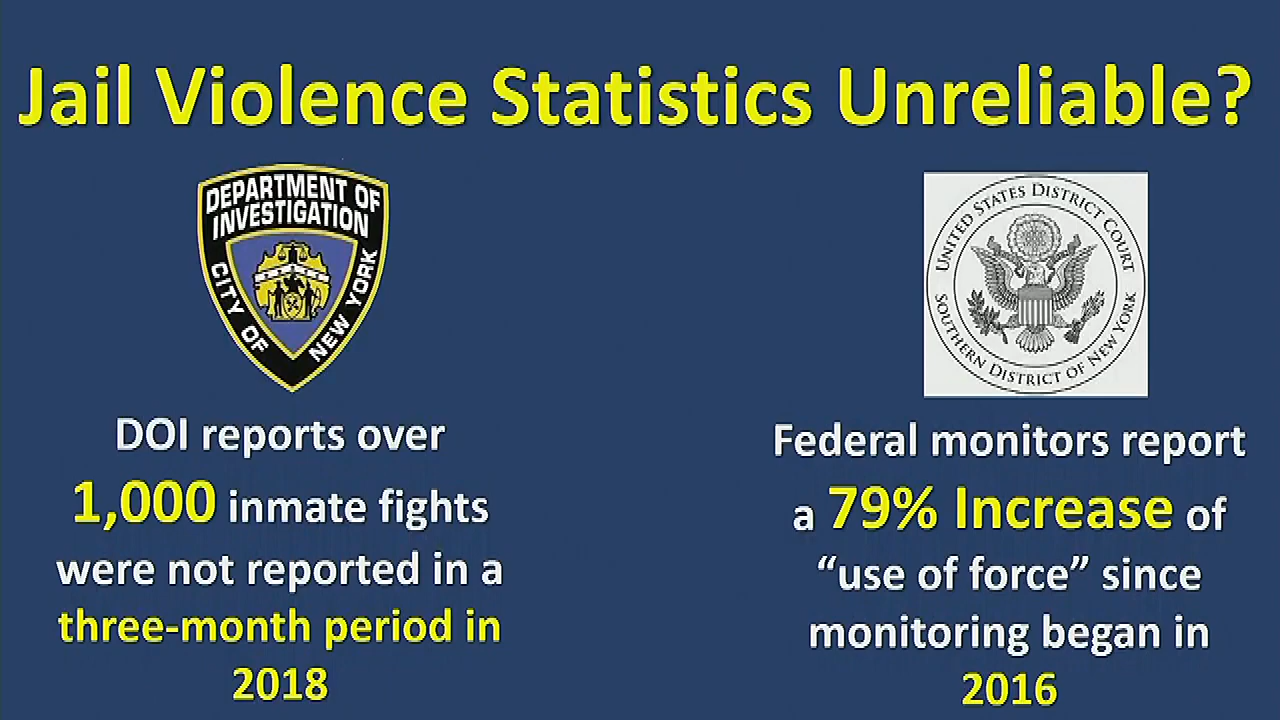 Jail Violence Statistics Unreliable?
DEPARTMENT OF
INVESTIGATION
CITY OF
NEW YORK
DOI reports over
1,000 inmate fights
were not reported in a
three-month period in
2018
UNITED STATES DISTRICT COURT
SOUTHERN DISTRICT OF NEW YORK
Federal monitors report
a 79% Increase of
“use of force” since
monitoring began in
2016